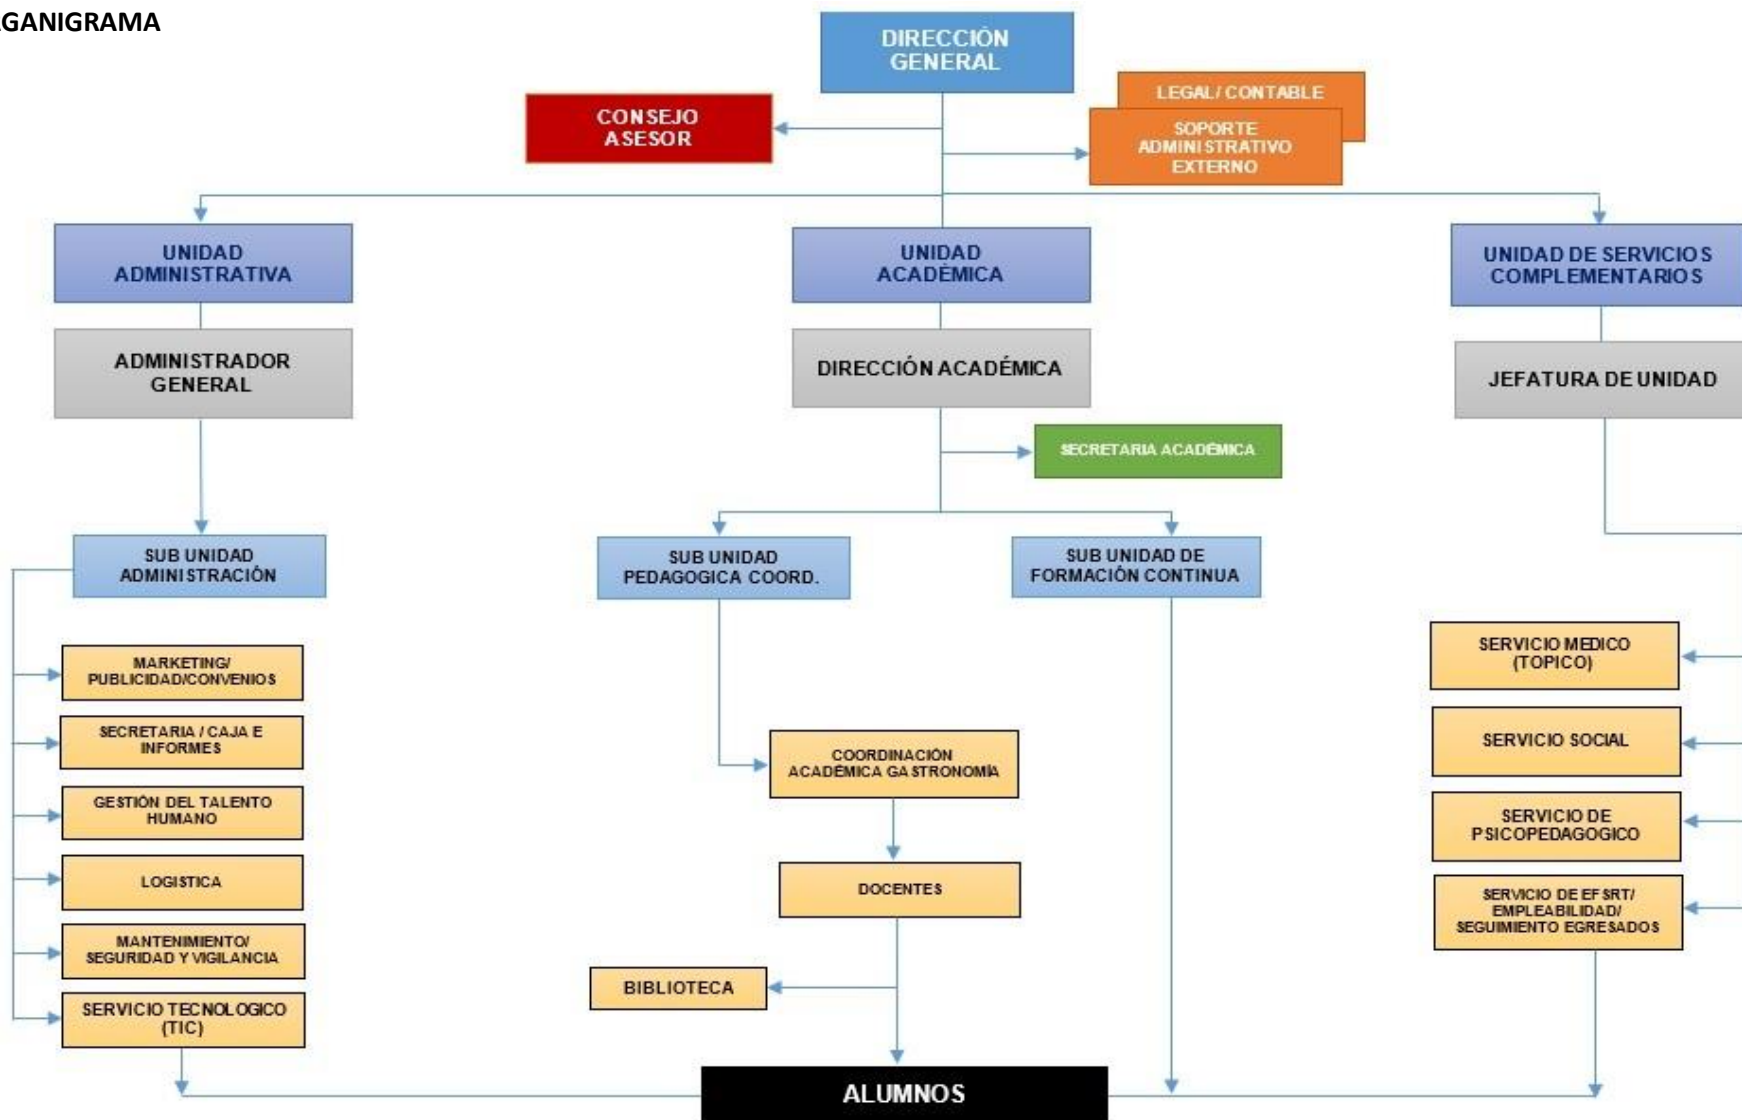 AGANIGRAMA
DIRECCIÓN
GENERAL
CONSEJO
ASESOR
LEGAL/ CONTABLE
SOPORTE
ADMINISTRATIVO
EXTERNO
UNIDAD
ADMINISTRATIVA
UNIDAD
ACADÉMICA
UNIDAD DE SERVICIOS
COMPLEMENTARIOS
ADMINISTRADOR
GENERAL
DIRECCIÓN ACADÉMICA
JEFATURA DE UNIDAD
SECRETARIA ACADÉMICA
SUB UNIDAD
ADMINISTRACIÓN
SUB UNIDAD
PEDAGOGICA COORD.
SUB UNIDAD DE
FORMACIÓN CONTINUA
MARKETING/
PUBLICIDAD/CONVENIOS
SECRETARIA / CAJA E
INFORMES
GESTIÓN DEL TALENTO
HUMANO
LOGISTICA
MANTENIMIENTO/
SEGURIDAD Y VIGILANCIA
SERVICIO TECNOLOGICO
(TIC)
COORDINACIÓN
ACADÉMICA GASTRONOMÍA
DOCENTES
BIBLIOTECA
SERVICIO MEDICO
(TOPICO)
SERVICIO SOCIAL
SERVICIO DE
PSICOPEDAGOGICO
SERVICIO DE EFSRT/
EMPLEABILIDAD/
SEGUIMIENTO EGRESADOS
ALUMNOS